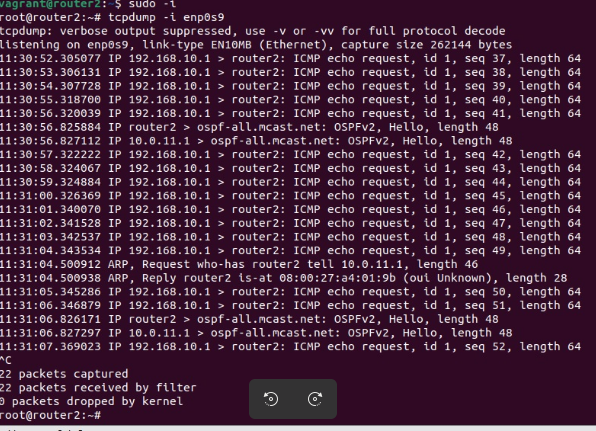 vagrant@router2:~$ sudo -i
root@router2:~# tcpdump -i enp0s9
tcpdump: verbose output suppressed, use -v or -vv for full protocol decode
listening on enp0s9, link-type EN10MB (Ethernet), capture size 262144 bytes
11:30:52.305077 IP 192.168.10.1 > router2: ICMP echo request, id 1, seq 37, length 64
11:30:53.306131 IP 192.168.10.1 > router2: ICMP echo request, id 1, seq 38, length 64
11:30:54.307728 IP 192.168.10.1 > router2: ICMP echo request, id 1, seq 39, length 64
11:30:55.318700 IP 192.168.10.1 > router2: ICMP echo request, id 1, seq 40, length 64
11:30:56.320039 IP 192.168.10.1 > router2: ICMP echo request, id 1, seq 41, length 64
11:30:56.825884 IP router2 > ospf-all.mcast.net: OSPFv2, Hello, length 48
11:30:56.827112 IP 10.0.11.1 > ospf-all.mcast.net: OSPFv2, Hello, length 48
11:30:57.322222 IP 192.168.10.1 > router2: ICMP echo request, id 1, seq 42, length 64
11:30:58.324067 IP 192.168.10.1 > router2: ICMP echo request, id 1, seq 43, length 64
11:30:59.324884 IP 192.168.10.1 > router2: ICMP echo request, id 1, seq 44, length 64
11:31:00.326369 IP 192.168.10.1 > router2: ICMP echo request, id 1, seq 45, length 64
11:31:01.340070 IP 192.168.10.1 > router2: ICMP echo request, id 1, seq 46, length 64
11:31:02.341528 IP 192.168.10.1 > router2: ICMP echo request, id 1, seq 47, length 64
11:31:03.342537 IP 192.168.10.1 > router2: ICMP echo request, id 1, seq 48, length 64
11:31:04.343534 IP 192.168.10.1 > router2: ICMP echo request, id 1, seq 49, length 64
11:31:04.500912 ARP, Request who-has router2 tell 10.0.11.1, length 46
11:31:04.500938 ARP, Reply router2 is-at 08:00:27:a4:01:9b (oui Unknown), length 28
11:31:05.345286 IP 192.168.10.1 > router2: ICMP echo request, id 1, seq 50, length 64
11:31:06.346879 IP 192.168.10.1 > router2: ICMP echo request, id 1, seq 51, length 64
11:31:06.826171 IP router2 > ospf-all.mcast.net: OSPFv2, Hello, length 48
11:31:06.827297 IP 10.0.11.1 > ospf-all.mcast.net: OSPFv2, Hello, length 48
11:31:07.369023 IP 192.168.10.1 > router2: ICMP echo request, id 1, seq 52, length 64
^C
22 packets captured
22 packets received by filter
0 packets dropped by kernel
root@router2:~#